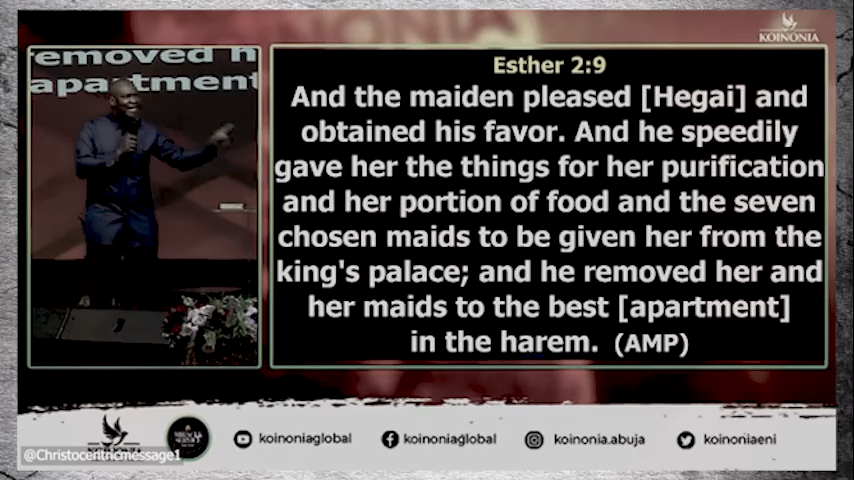 KOINONIA
emoved h
apartment
Esther 2:9
And the maiden pleased [Hegai] and
obtained his favor. And he speedily
gave her the things for her purification
and her portion of food and the seven
chosen maids to be given her from the
king's palace; and he removed her and
her maids to the best [apartment]
in the harem. (AMP)
koinoniaglobal
koinoniaglobal
koinonia.abuja
koinoniaeni
@Christocentricmessage1